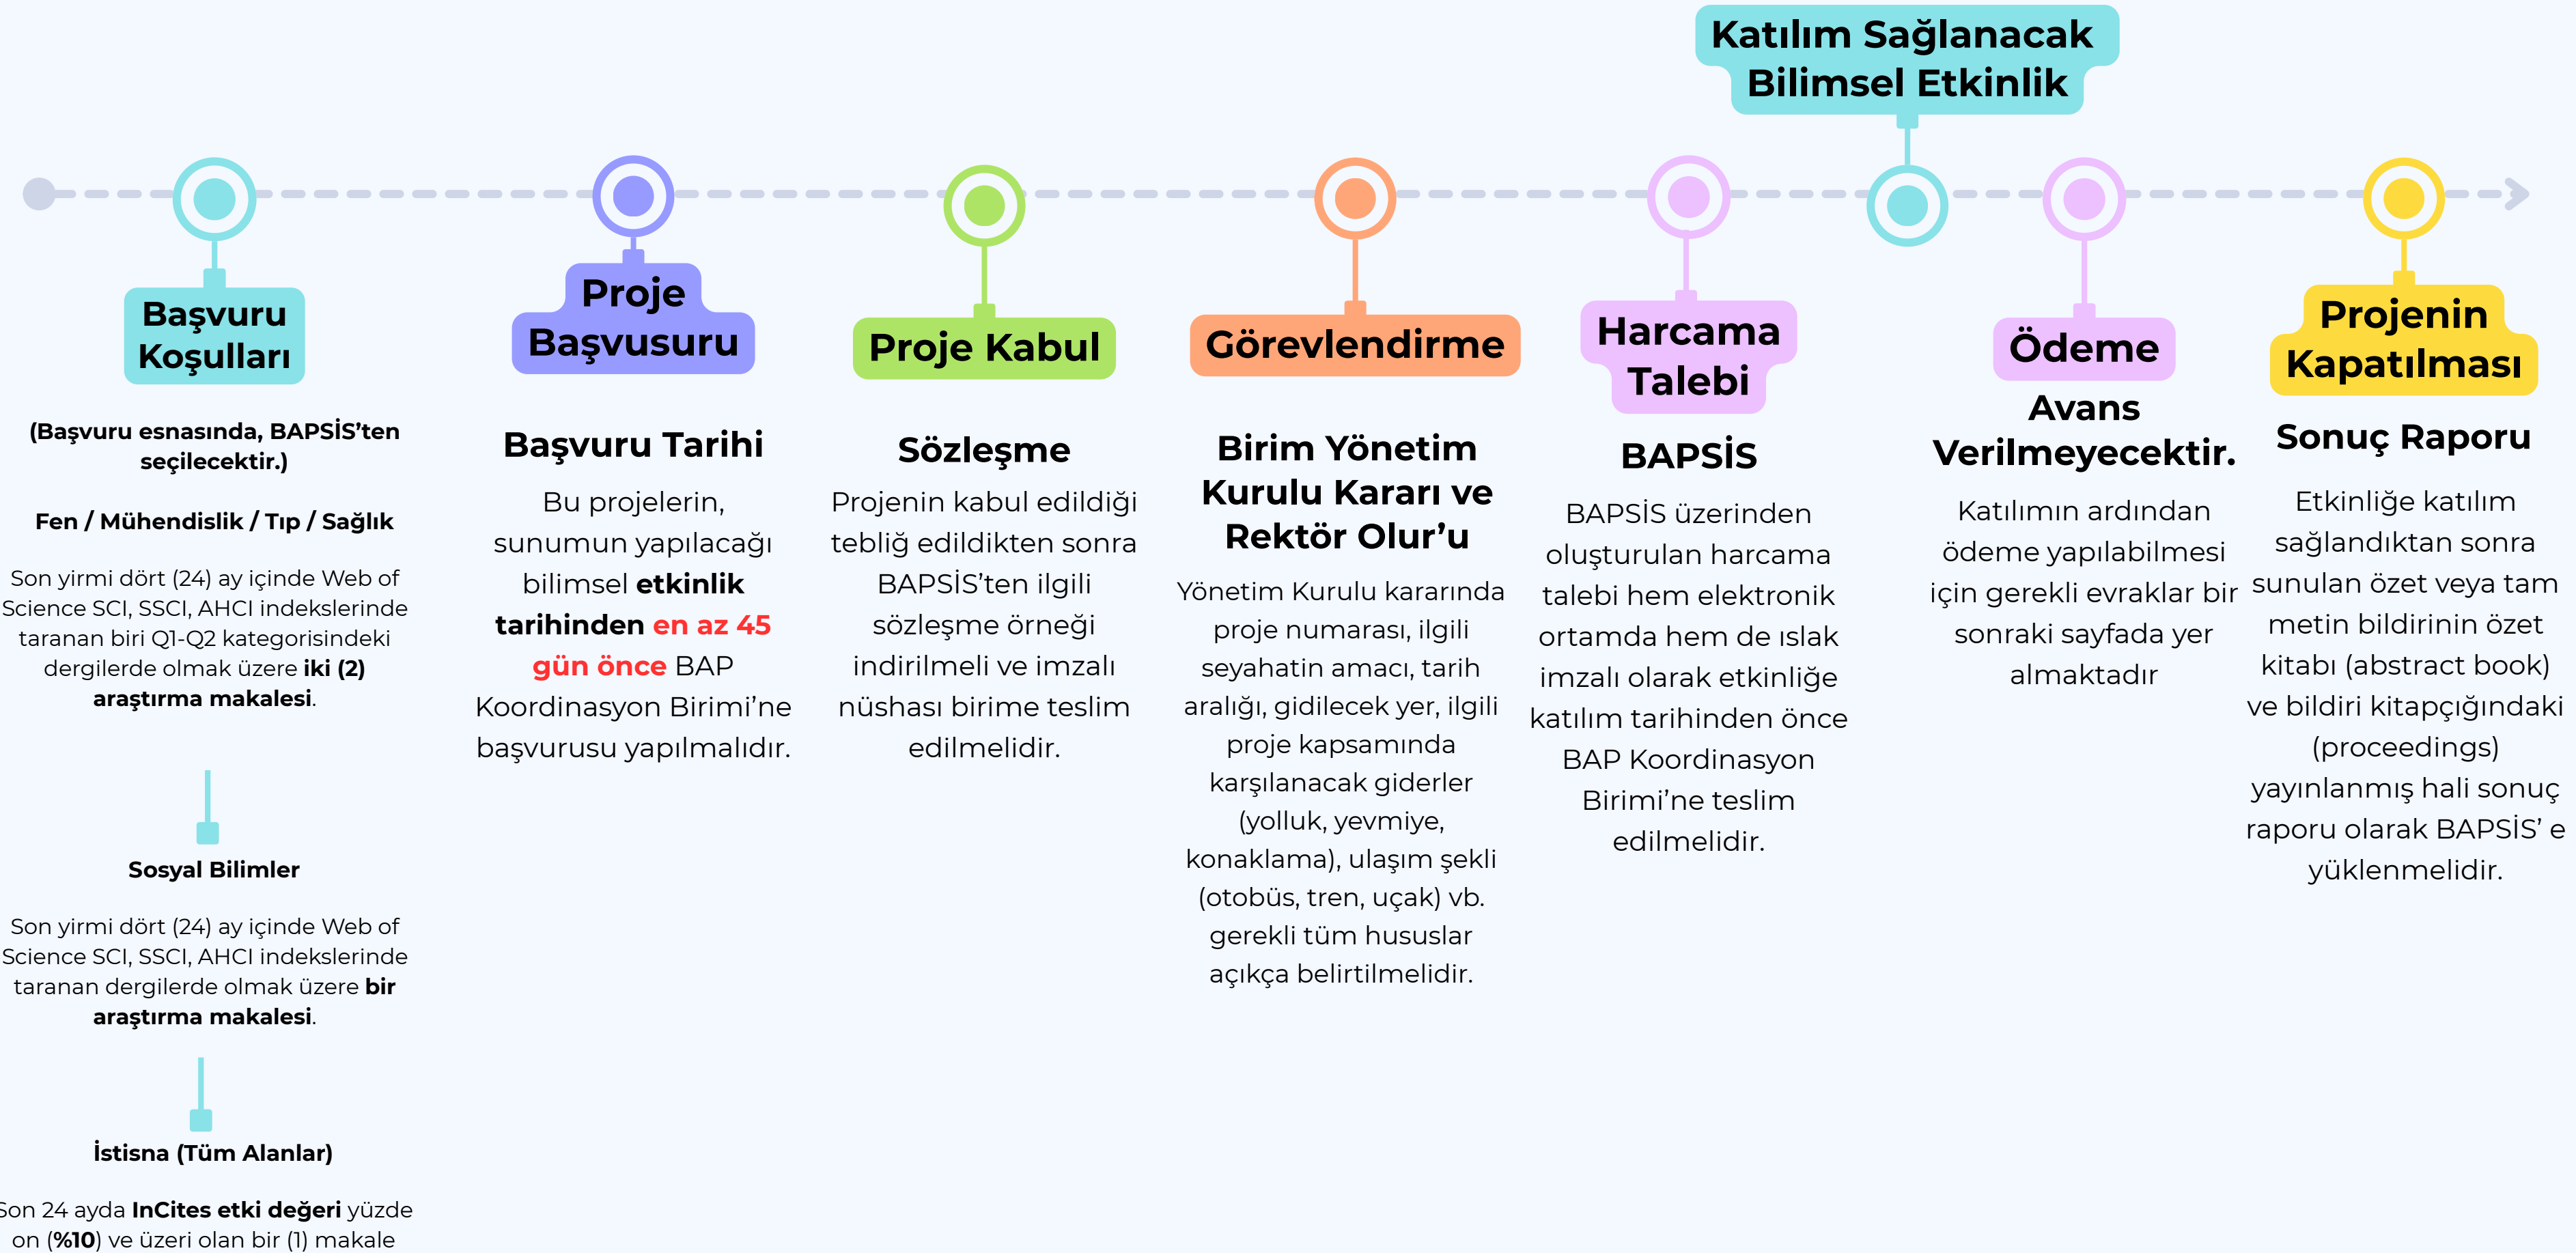 Katılım Sağlanacak
Bilimsel Etkinlik
Başvuru
Koşulları
(Başvuru esnasında, BAPSİS’ten
seçilecektir.)
Fen / Mühendislik / Tıp / Sağlık
Son yirmi dört (24) ay içinde Web of
Science SCI, SSCI, AHCI indekslerinde
taranan biri Q1-Q2 kategorisindeki
dergilerde olmak üzere iki (2)
araştırma makalesi.
Sosyal Bilimler
Son yirmi dört (24) ay içinde Web of
Science SCI, SSCI, AHCI indekslerinde
taranan dergilerde olmak üzere bir
araştırma makalesi.
İstisna (Tüm Alanlar)
Son 24 ayda InCites etki değeri yüzde
on (%10) ve üzeri olan bir (1) makale
Proje
Başvusuru
Başvuru Tarihi
Bu projelerin,
sunumun yapılacağı
bilimsel etkinlik
tarihinden en az 45
gün önce BAP
Koordinasyon Birimi’ne
başvurusu yapılmalıdır.
Proje Kabul
Sözleşme
Projenin kabul edildiği
tebliğ edildikten sonra
BAPSİS’ten ilgili
sözleşme örneği
indirilmeli ve imzalı
nüshası birime teslim
edilmelidir.
Görevlendirme
Birim Yönetim
Kurulu Kararı ve
Rektör Olur’u
Yönetim Kurulu kararında
proje numarası, ilgili
seyahatin amacı, tarih
aralığı, gidilecek yer, ilgili
proje kapsamında
karşılanacak giderler
(yolluk, yevmiye,
konaklama), ulaşım şekli
(otobüs, tren, uçak) vb.
gerekli tüm hususlar
açıkça belirtilmelidir.
Harcama
Talebi
BAPSİS
BAPSİS üzerinden
oluşturulan harcama
talebi hem elektronik
ortamda hem de ıslak
imzalı olarak etkinliğe
katılım tarihinden önce
BAP Koordinasyon
Birimi’ne teslim
edilmelidir.
Ödeme
Avans
Verilmeyecektir.
Katılımın ardından
ödeme yapılabilmesi
için gerekli evraklar bir
sonraki sayfada yer
almaktadır
Projenin
Kapatılması
Sonuç Raporu
Etkinliğe katılım
sağlandıktan sonra
sunulan özet veya tam
metin bildirinin özet
kitabı (abstract book)
ve bildiri kitapçığındaki
(proceedings)
yayınlanmış hali sonuç
raporu olarak BAPSİS’ e
yüklenmelidir.